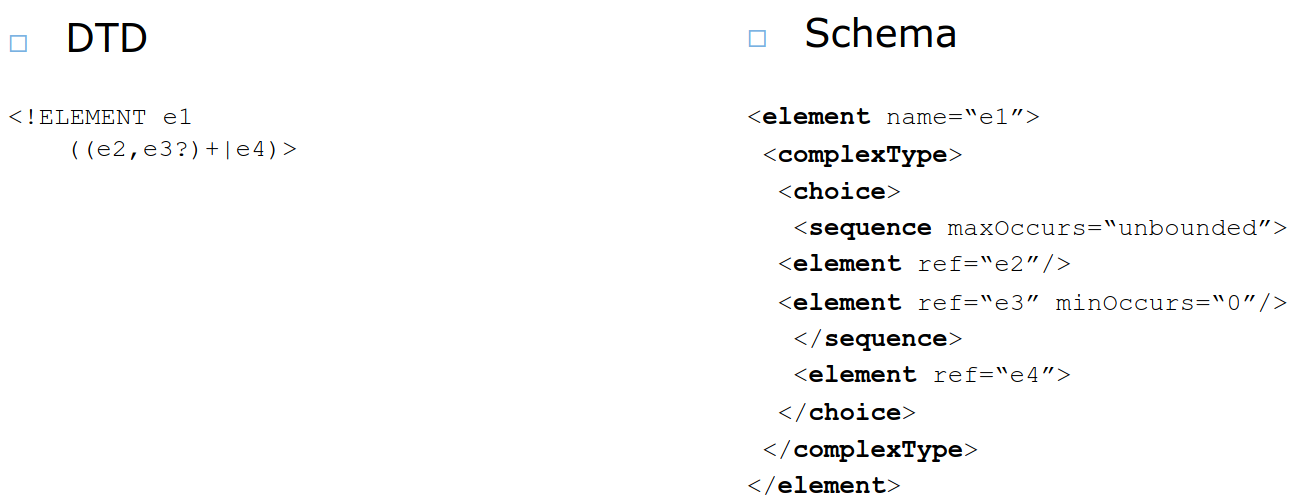 DTD
<!ELEMENT e1
((e2,e3?)+|e4)>
Schema
<element name=“e1”>
<complexType>
<choice>
<sequence maxOccurs=“unbounded”>
<element ref=“e2”/>
<element ref=“e3” minOccurs=“0”/>
</sequence>
<element ref=“e4”>
</choice>
</complexType>
</element>